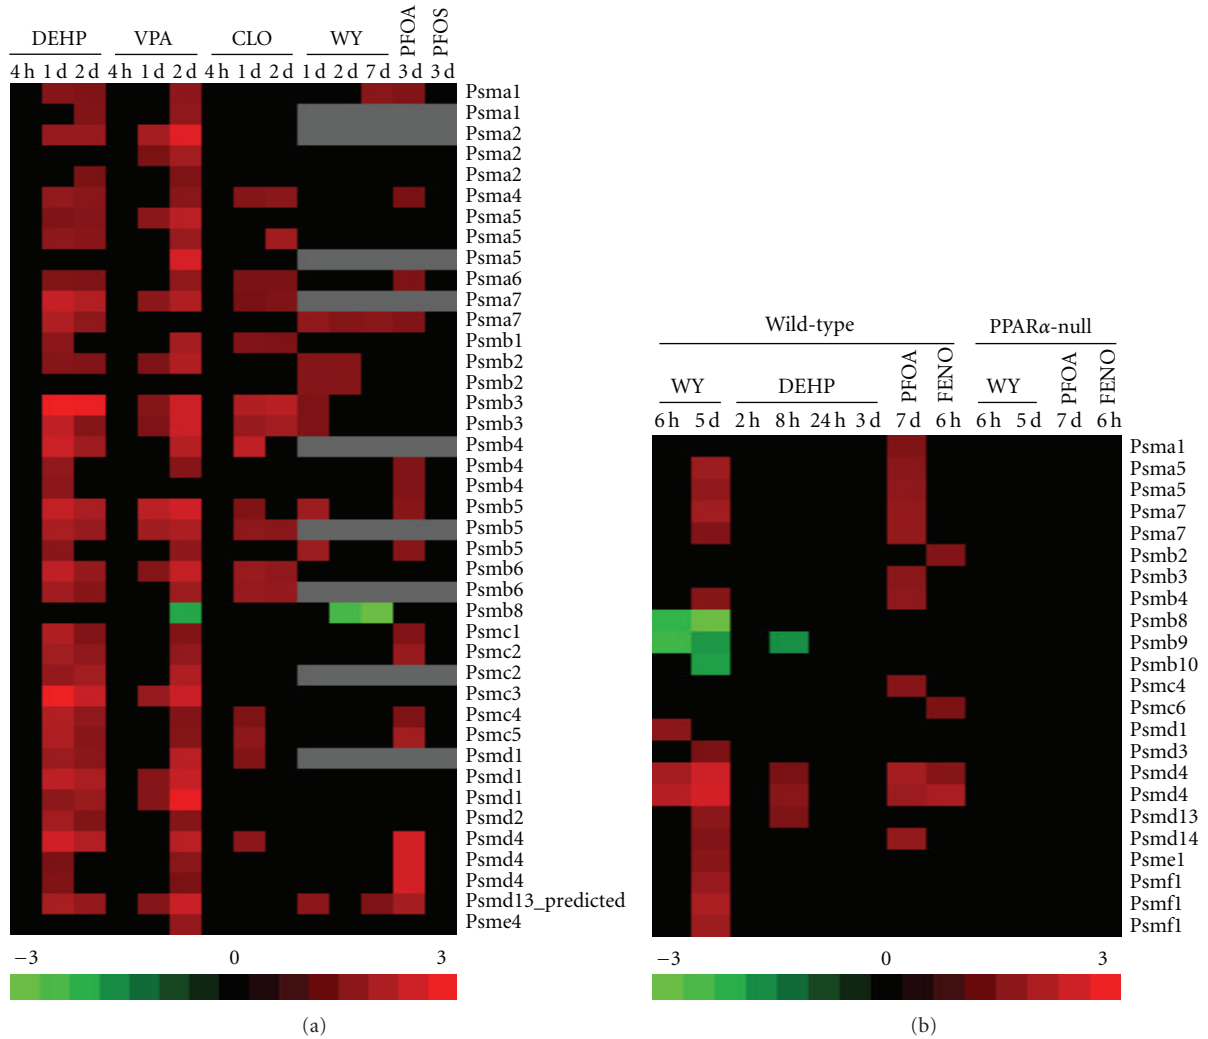 DEHP VPA CLO WY PFOA PFOS
4 h 1 d 2 d 4 h 1 d 2 d 4 h 1 d 2 d 1 d 2 d 7 d 3 d 3 d
Psma1
Psma1
Psma2
Psma2
Psma2
Psma4
Psma5
Psma5
Psma5
Psma6
Psma7
Psma7
Psmb1
Psmb2
Psmb2
Psmb3
Psmb3
Psmb4
Psmb4
Psmb4
Psmb5
Psmb5
Psmb5
Psmb6
Psmb6
Psmb8
Psmc1
Psmc2
Psmc2
Psmc3
Psmc4
Psmc5
Psmd1
Psmd1
Psmd1
Psmd2
Psmd4
Psmd4
Psmd4
Psmd13_predicted
Psme4
−3 0 3
(a)
Wild-type PPARα-null
WY DEHP PFOA FENO WY PFOA FENO
6 h 5 d 2 h 8 h 24 h 3 d 7 d 6 h 6 h 5 d 7 d 6 h
Psma1
Psma5
Psma5
Psma7
Psma7
Psmb2
Psmb3
Psmb4
Psmb8
Psmb9
Psmb10
Psmc4
Psmc6
Psmd1
Psmd3
Psmd4
Psmd4
Psmd13
Psmd14
Psme1
Psmf1
Psmf1
Psmf1
−3 0 3
(b)